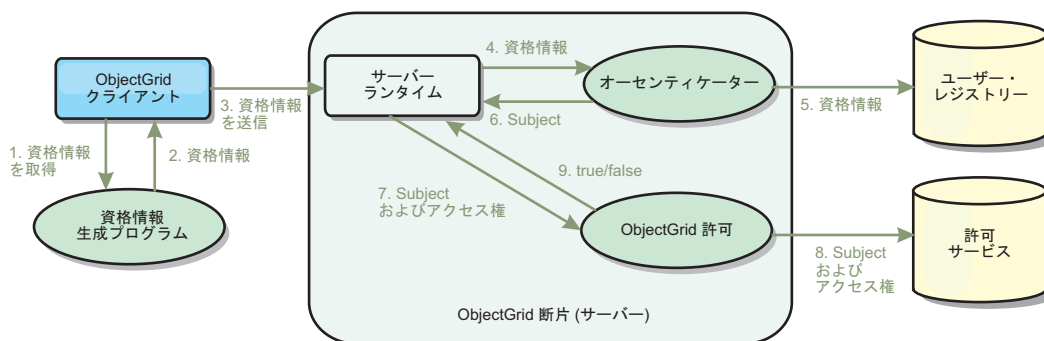 ObjectGrid
クライアント
1. 資格情報
を取得
2. 資格情報
資格情報
生成プログラム
3. 資格情報
を送信
サーバー
ランタイム
4. 資格情報
オーセンティケーター
5. 資格情報
ユーザー・
レジストリー
6. Subject
7. Subject
およびアクセス権
9. true/false
ObjectGrid 許可
8. Subject
および
アクセス権
許可
サービス
ObjectGrid 断片 (サーバー)